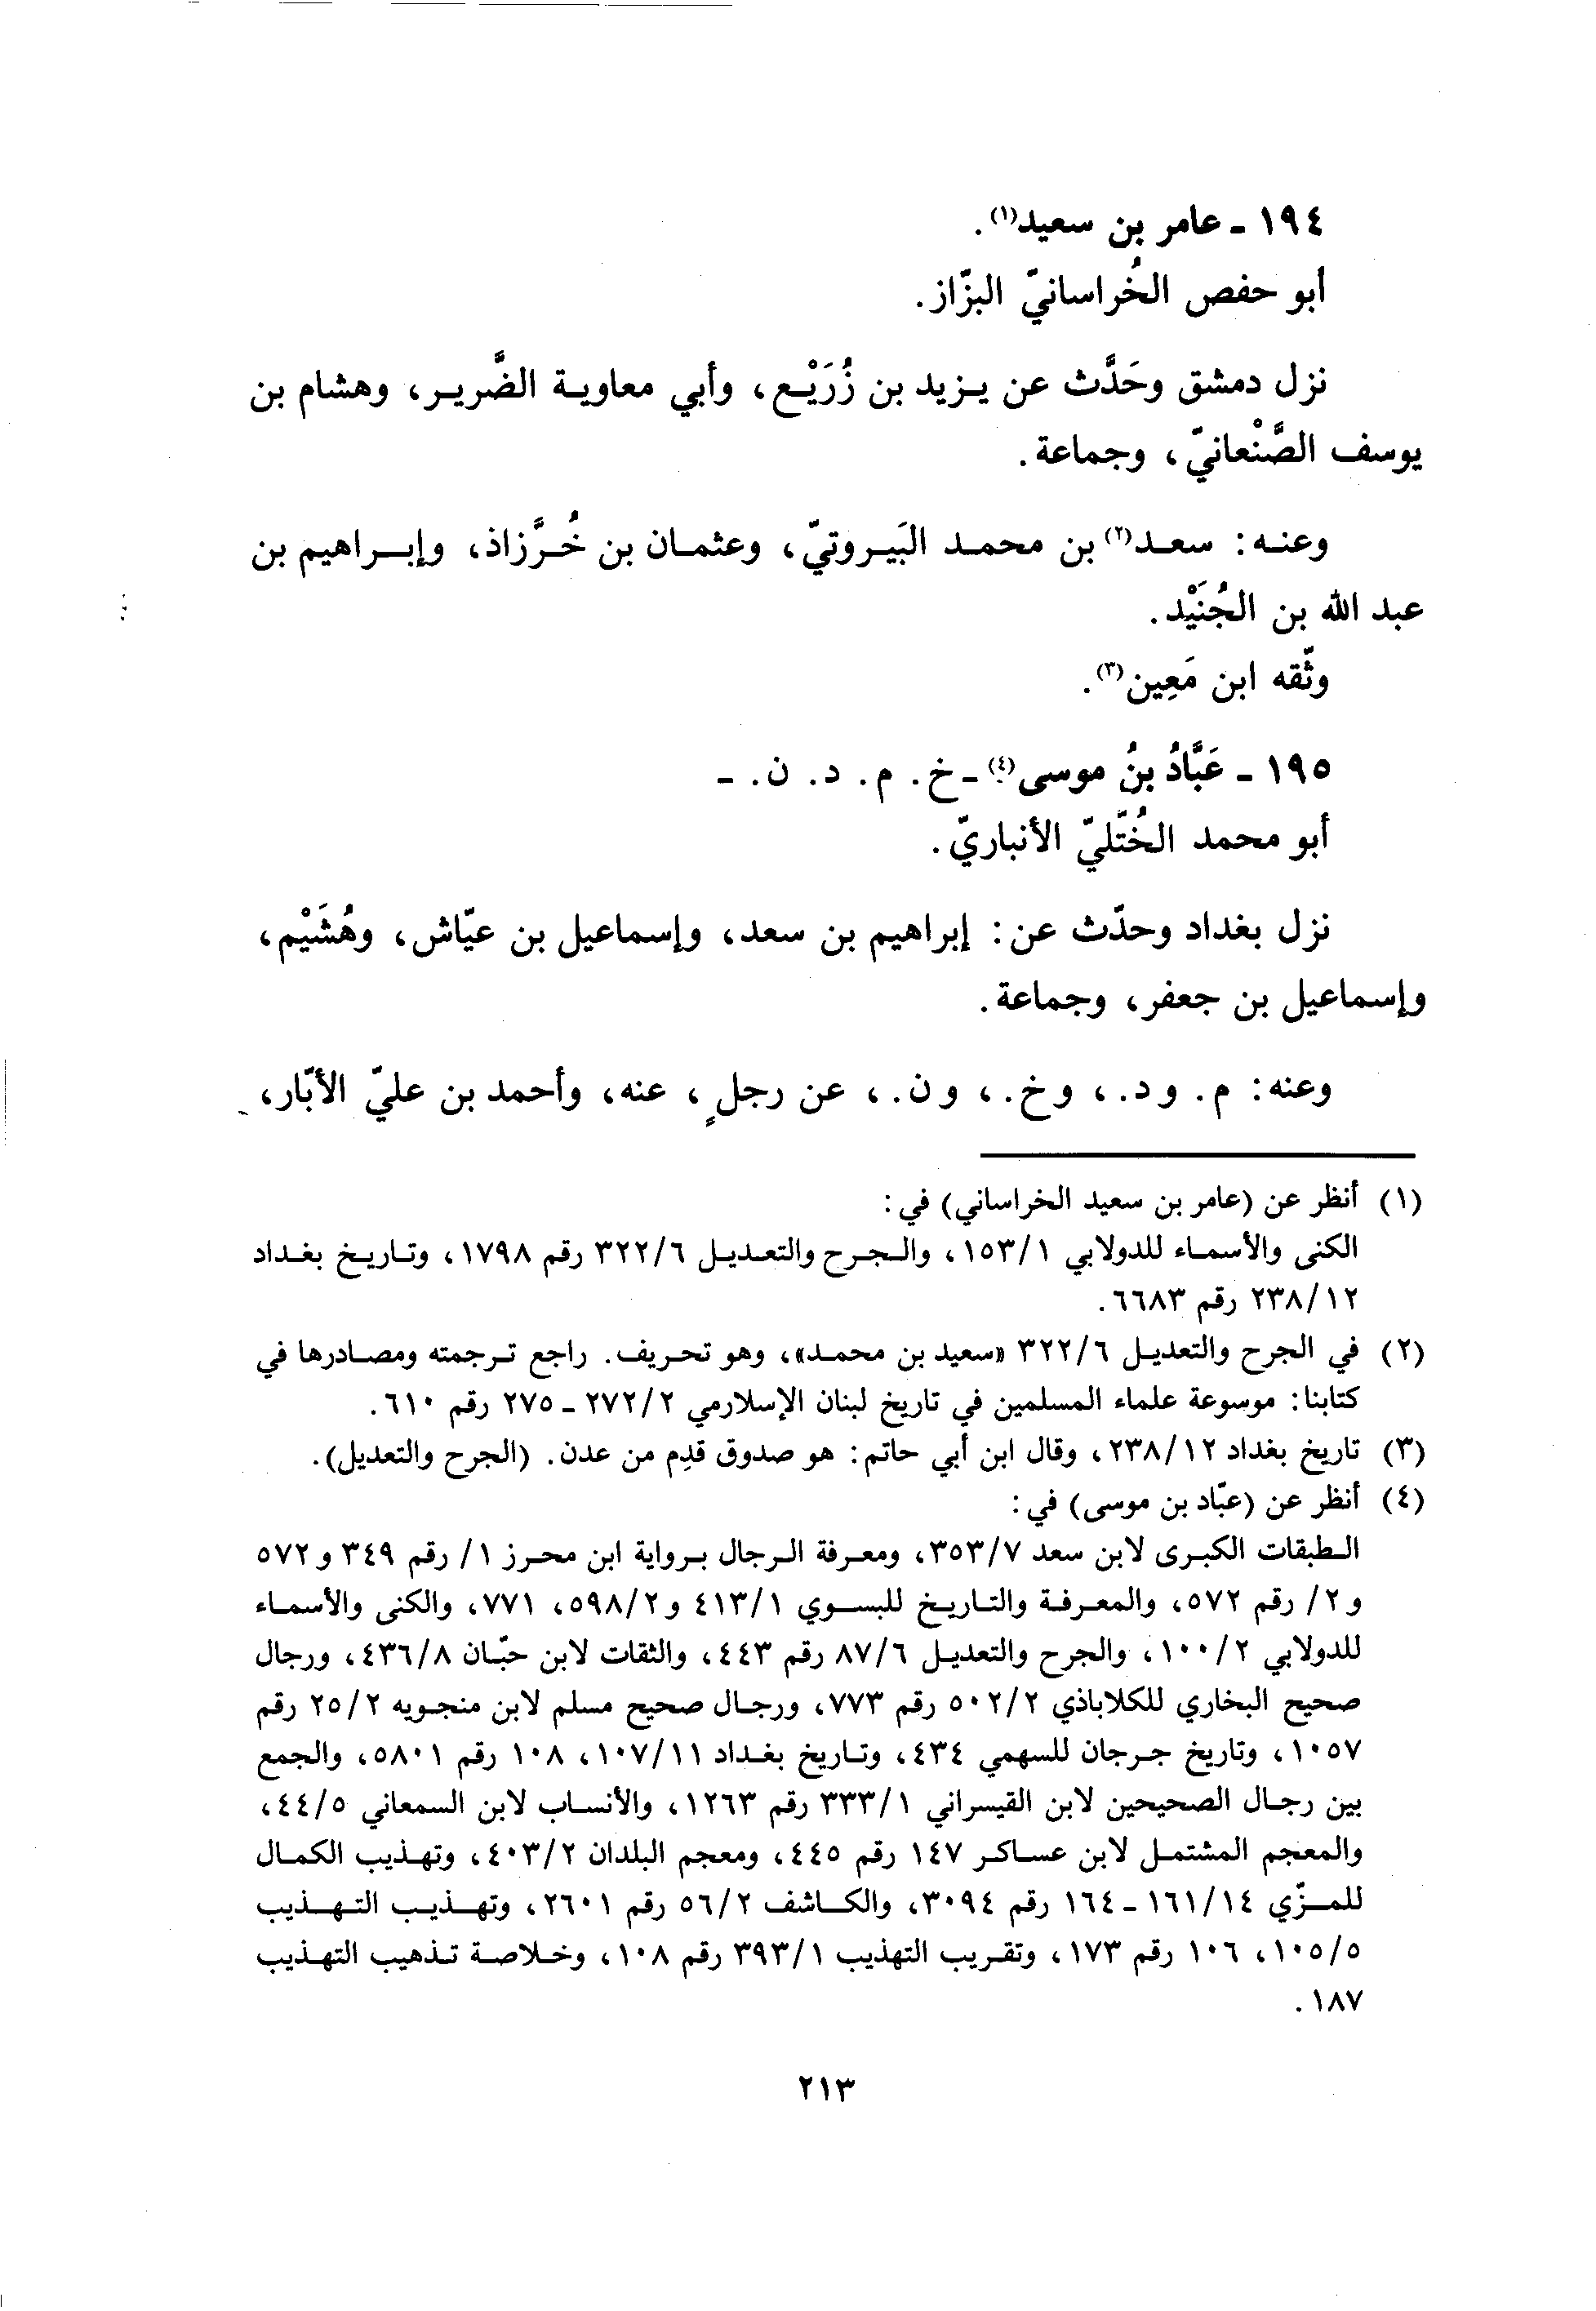 ١٩٤ - عامر بن سعيد(١).
أبو حفص الخُراسانيّ البزّاز.
نزل دمشق وحَدَّث عن يزيد بن زُرَيْع، وأبي معاوية الضَّرير، وهشام بن
يوسف الصَّنْعانيّ، وجماعة.
وعنه: سعد(٢) بن محمد البَيروتيّ، وعثمان بن خُرَّزاذ، وإبراهيم بن
عبد الله بن الجُنَيْد.
وثّقه ابن مَعِين(٣).
١٩٥ - عَبَّادُ بنُ موسى(٤) - خ. م. د. ن. -
أبو محمد الخُتّليّ الأنباريّ.
نزل بغداد وحدّث عن: إبراهيم بن سعد، وإسماعيل بن عيّاش، وهُشَيْم،
وإسماعيل بن جعفر، وجماعة.
وعنه: م. ود.، وخ.، ون.، عن رجلٍ، عنه، وأحمد بن عليّ الأبّار،
(١) أنظر عن (عامر بن سعيد الخراساني) في:
الكنى والأسماء للدولابي ١٥٣/١، والجرح والتعديل ٣٢٢/٦ رقم ١٧٩٨، وتاريخ بغداد
٢٣٨/١٢ رقم ٦٦٨٣.
(٢) في الجرح والتعديل ٣٢٢/٦ «سعيد بن محمد»، وهو تحريف. راجع ترجمته ومصادرها في
كتابنا: موسوعة علماء المسلمين في تاريخ لبنان الإسلارمي ٢٧٢/٢ - ٢٧٥ رقم ٦١٠.
(٣) تاريخ بغداد ٢٣٨/١٢، وقال ابن أبي حاتم: هو صدوق قدِم من عدن. (الجرح والتعديل).
(٤) أنظر عن (عبّاد بن موسى) في:
الطبقات الكبرى لابن سعد ٣٥٣/٧، ومعرفة الرجال برواية ابن محرز ١/ رقم ٣٤٩ و٥٧٢
و٢/ رقم ٥٧٢، والمعرفة والتاريخ للبسوي ٤١٣/١ و٥٩٨/٢، ٧٧١، والكنى والأسماء
للدولابي ١٠٠/٢، والجرح والتعديل ٨٧/٦ رقم ٤٤٣، والثقات لابن حبّان ٤٣٦/٨، ورجال
صحيح البخاري للكلاباذي ٥٠٢/٢ رقم ٧٧٣، ورجال صحيح مسلم لابن منجويه ٢٥/٢ رقم
١٠٥٧، وتاريخ جرجان للسهمي ٤٣٤، وتاريخ بغداد ١٠٧/١١، ١٠٨ رقم ٥٨٠١، والجمع
بين رجال الصحيحين لابن القيسراني ٣٣٣/١ رقم ١٢٦٣، والأنساب لابن السمعاني ٤٤/٥،
والمعجم المشتمل لابن عساكر ١٤٧ رقم ٤٤٥، ومعجم البلدان ٤٠٣/٢، وتهذيب الكمال
للمزّي ١٦١/١٤ - ١٦٤ رقم ٣٠٩٤، والكاشف ٥٦/٢ رقم ٢٦٠١، وتهذيب التهذيب
١٠٥/٥، ١٠٦ رقم ١٧٣، وتقريب التهذيب ٣٩٣/١ رقم ١٠٨، وخلاصة تذهيب التهذيب
١٨٧.
٢١٣